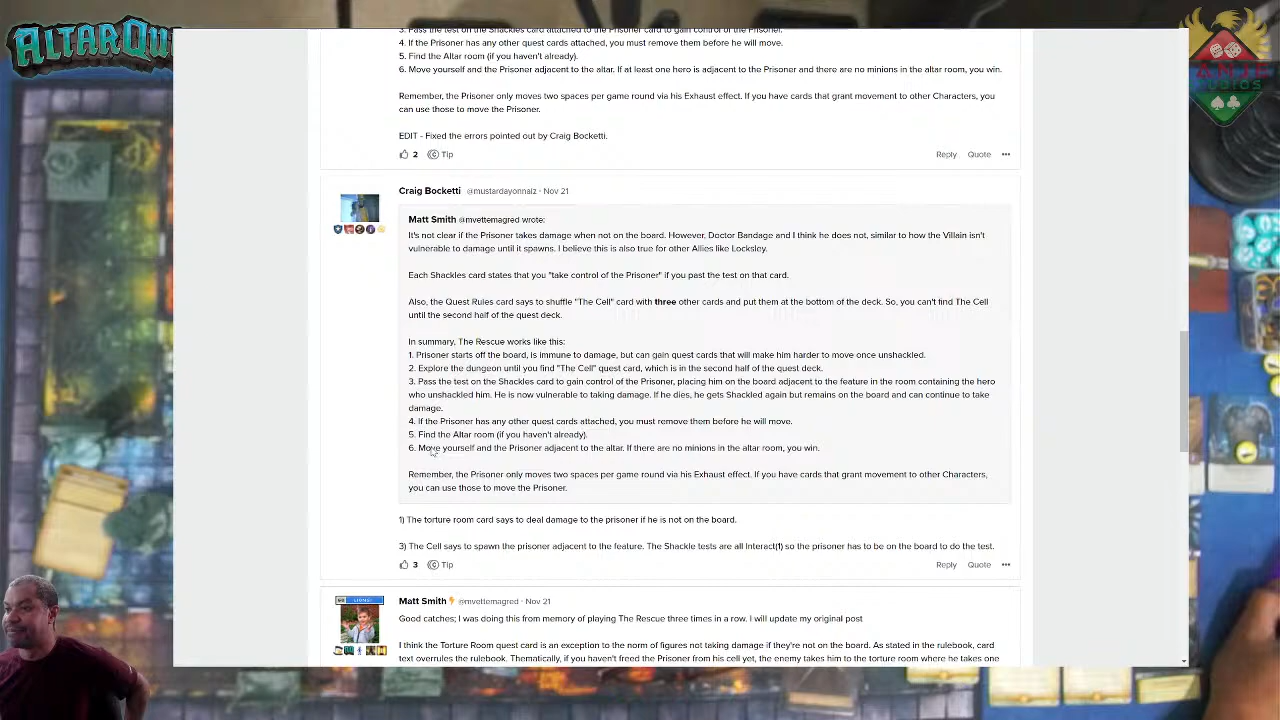 ALTARQU
3. Pass the test on the Shackles card attached to the Prisoner card to gain control of the Prisoner.
4. If the Prisoner has any other quest cards attached, you must remove them before he will move.
5. Find the Altar room (if you haven't already).
6. Move yourself and the Prisoner adjacent to the altar. If at least one hero is adjacent to the Prisoner and there are no minions in the altar room, you win.
Remember, the Prisoner only moves two spaces per game round via his Exhaust effect. If you have cards that grant movement to other Characters, you
can use those to move the Prisoner.
EDIT - Fixed the errors pointed out by Craig Bocketti.
2 Tip
Reply Quote
Craig Bocketti @mustardayonnaiz · Nov 21
Matt Smith @mvettemagred wrote:
It's not clear if the Prisoner takes damage when not on the board. However, Doctor Bandage and I think he does not, similar to how the Villain isn't
vulnerable to damage until it spawns. I believe this is also true for other Allies like Locksley.
Each Shackles card states that you "take control of the Prisoner" if you past the test on that card.
Also, the Quest Rules card says to shuffle "The Cell" card with three other cards and put them at the bottom of the deck. So, you can't find The Cell
until the second half of the quest deck.
In summary, The Rescue works like this:
1. Prisoner starts off the board, is immune to damage, but can gain quest cards that will make him harder to move once unshackled.
2. Explore the dungeon until you find "The Cell" quest card, which is in the second half of the quest deck.
3. Pass the test on the Shackles card to gain control of the Prisoner, placing him on the board adjacent to the feature in the room containing the hero
who unshackled him. He is now vulnerable to taking damage. If he dies, he gets Shackled again but remains on the board and can continue to take
damage.
4. If the Prisoner has any other quest cards attached, you must remove them before he will move.
5. Find the Altar room (if you haven't already).
6. Move yourself and the Prisoner adjacent to the altar. If there are no minions in the altar room, you win.
Remember, the Prisoner only moves two spaces per game round via his Exhaust effect. If you have cards that grant movement to other Characters,
you can use those to move the Prisoner.
1) The torture room card says to deal damage to the prisoner if he is not on the board.
3) The Cell says to spawn the prisoner adjacent to the feature. The Shackle tests are all Interact(1) so the prisoner has to be on the board to do the test.
3 Tip
Reply Quote
Matt Smith @mvettemagred · Nov 21
Good catches; I was doing this from memory of playing The Rescue three times in a row. I will update my original post
I think the Torture Room quest card is an exception to the norm of figures not taking damage if they're not on the board. As stated in the rulebook, card
text overrules the rulebook. Thematically, if you haven't freed the Prisoner from his cell yet, the enemy takes him to the torture room where he takes one